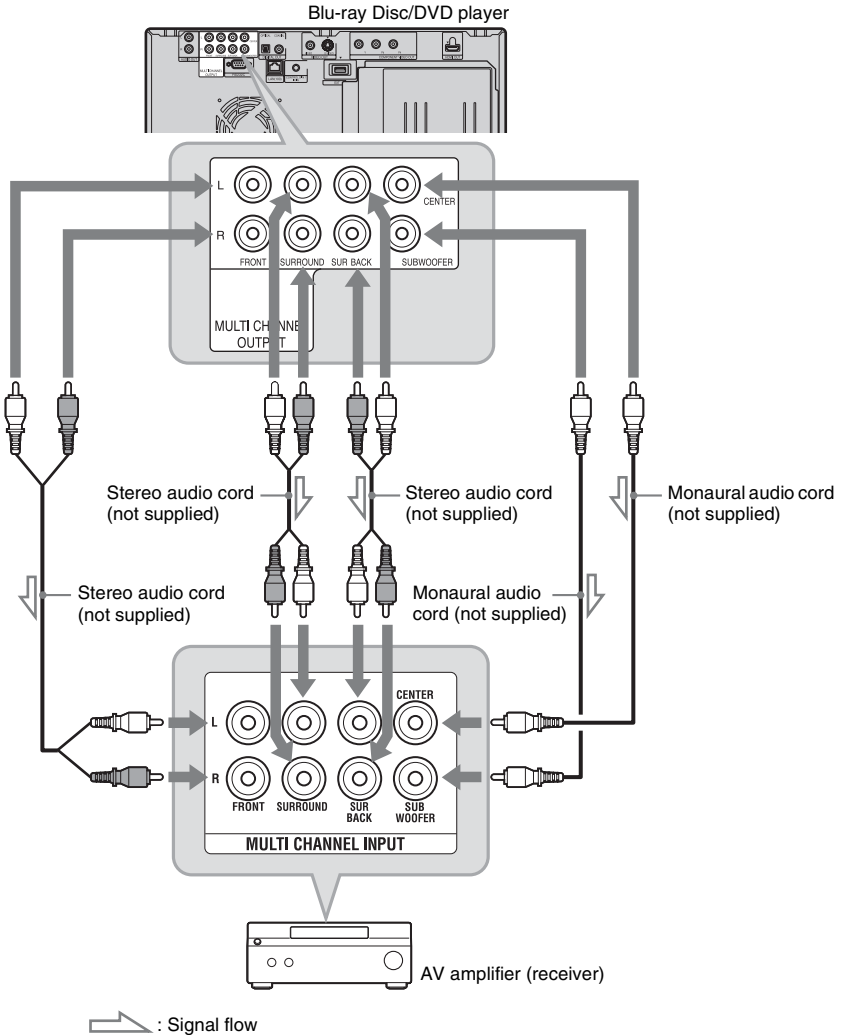 Blu-ray Disc/DVD player
L
CENTER
R
FRONT
SURROUND
SUR BACK
SUBWOOFER
MULTI CHANNEL
OUTPUT
Stereo audio cord
(not supplied)
Stereo audio cord
(not supplied)
Monaural audio cord
(not supplied)
Stereo audio cord
(not supplied)
Monaural audio
cord (not supplied)
CENTER
L
R
FRONT
SURROUND
SUR
BACK
SUB
WOOFER
MULTI CHANNEL INPUT
AV amplifier (receiver)
: Signal flow